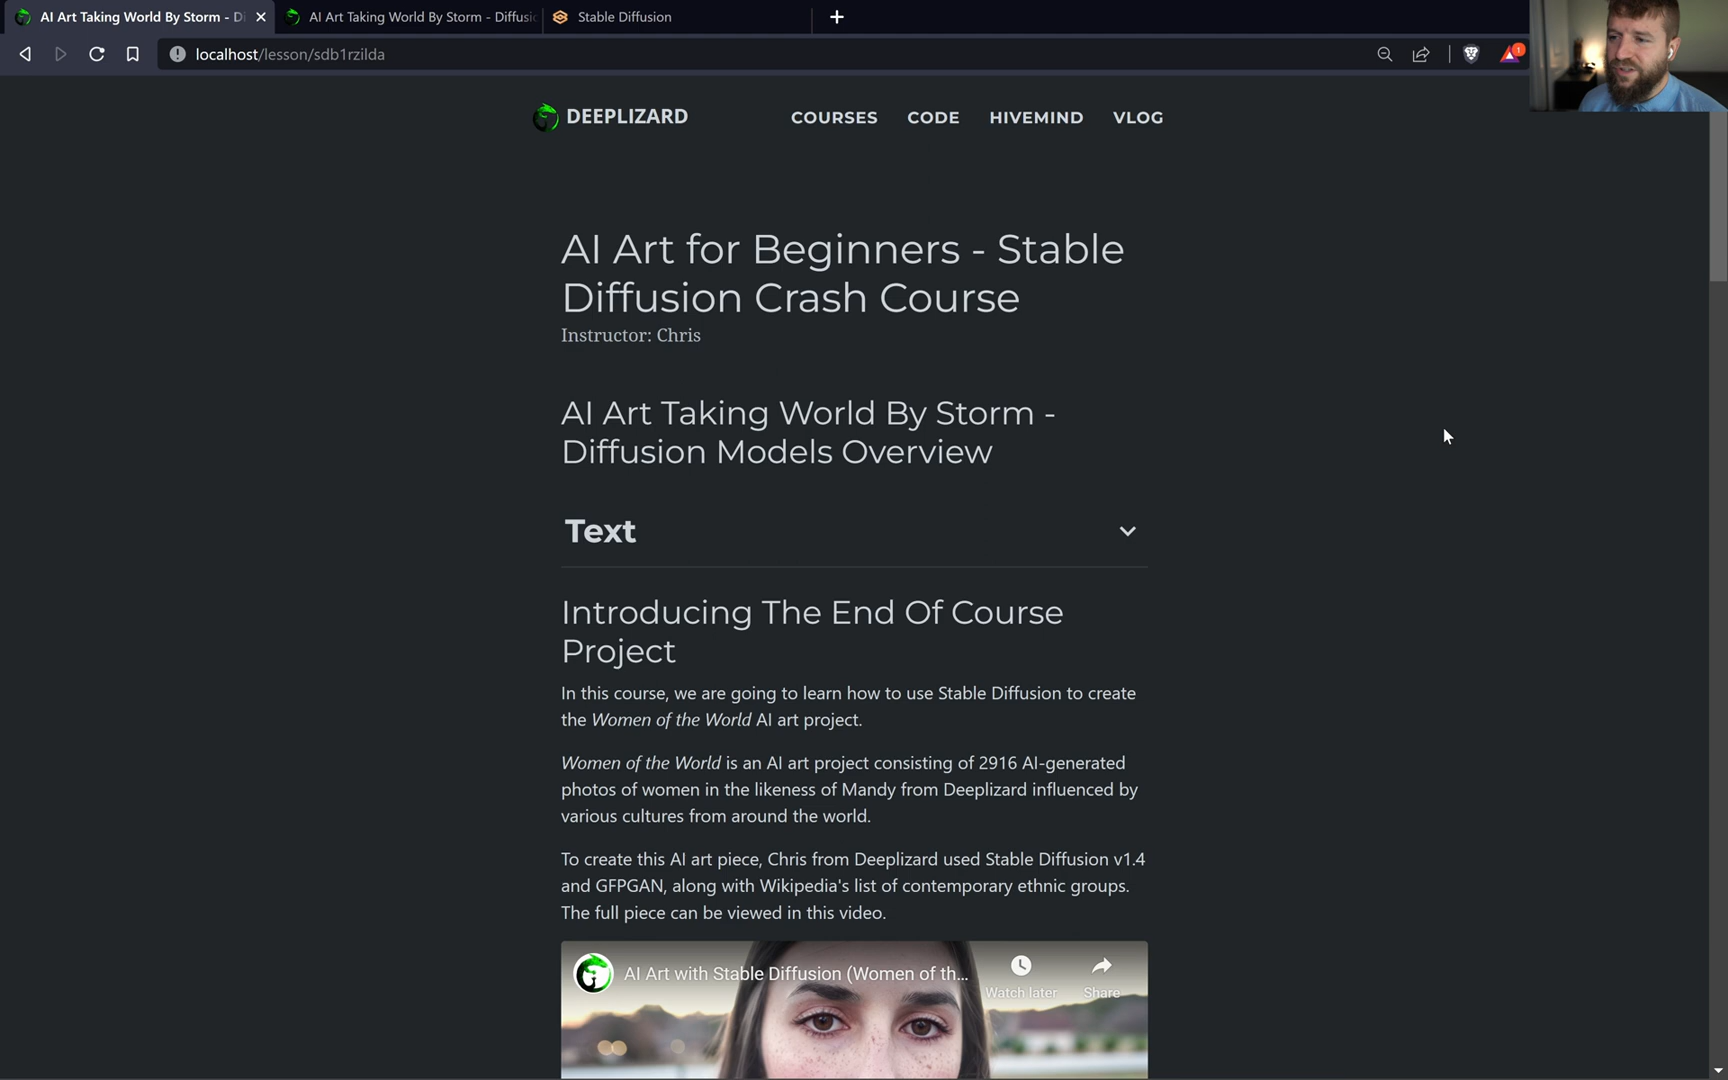 AI Art Taking World By Storm - Di
AI Art Taking World By Storm - Diffusi
Stable Diffusion
localhost/lesson/sdb1rzilda
1
DEEPLIZARD
COURSES
CODE
HIVEMIND
VLOG
AI Art for Beginners - Stable
Diffusion Crash Course
Instructor: Chris
AI Art Taking World By Storm -
Diffusion Models Overview
Text
Introducing The End Of Course
Project
In this course, we are going to learn how to use Stable Diffusion to create
the Women of the World AI art project.
Women of the World is an AI art project consisting of 2916 AI-generated
photos of women in the likeness of Mandy from Deeplizard influenced by
various cultures from around the world.
To create this AI art piece, Chris from Deeplizard used Stable Diffusion v1.4
and GFPGAN, along with Wikipedia's list of contemporary ethnic groups.
The full piece can be viewed in this video.
AI Art with Stable Diffusion (Women of th...
Watch later
Share